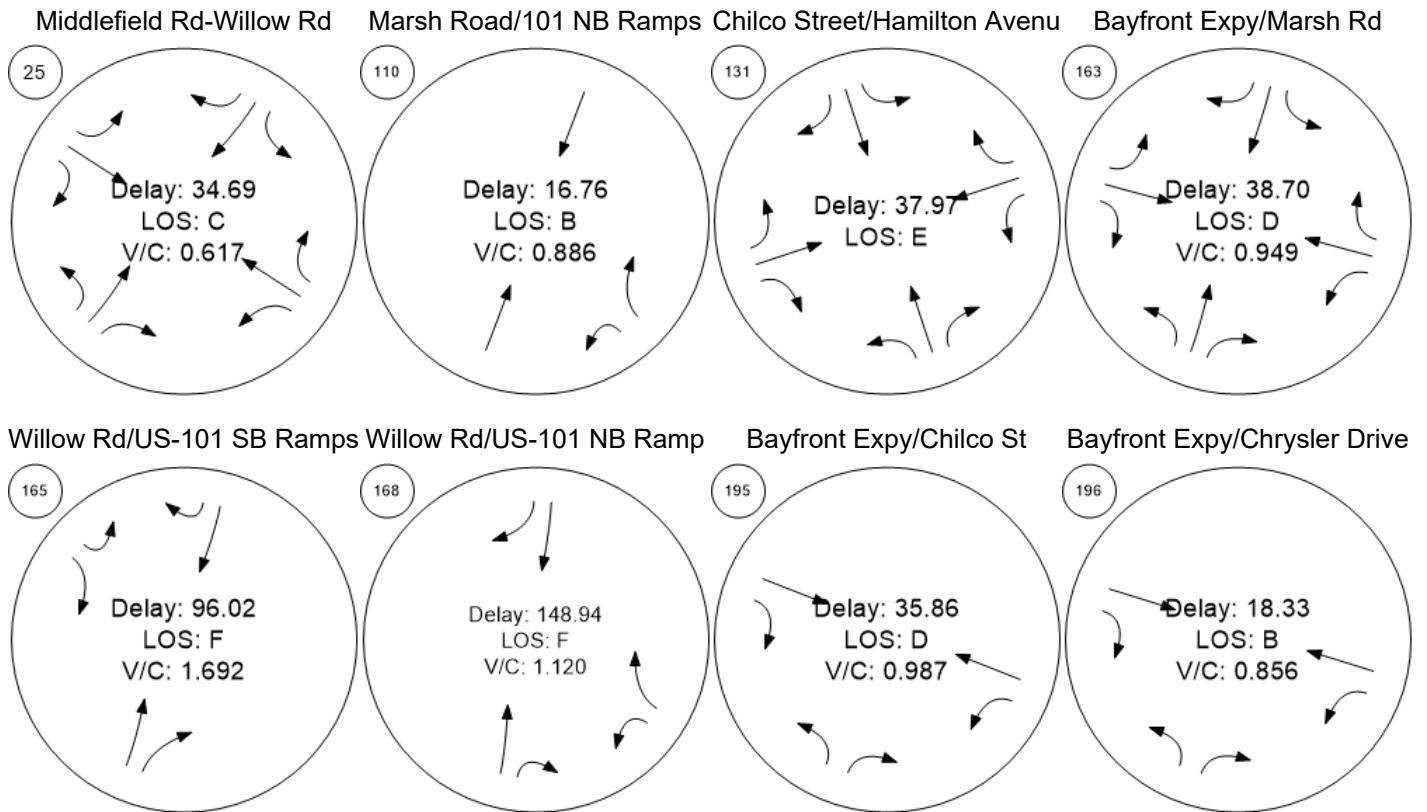 Middlefield Rd-Willow Rd
25
Delay: 34.69
LOS: C
V/C: 0.617
Marsh Road/101 NB Ramps
110
Delay: 16.76
LOS: B
V/C: 0.886
Chilco Street/Hamilton Avenu
131
Delay: 37.97
LOS: E
Bayfront Expy/Marsh Rd
163
Delay: 38.70
LOS: D
V/C: 0.949
Willow Rd/US-101 SB Ramps
165
Delay: 96.02
LOS: F
V/C: 1.692
Willow Rd/US-101 NB Ramp
168
Delay: 148.94
LOS: F
V/C: 1.120
Bayfront Expy/Chilco St
195
Delay: 35.86
LOS: D
V/C: 0.987
Bayfront Expy/Chrysler Drive
196
Delay: 18.33
LOS: B
V/C: 0.856